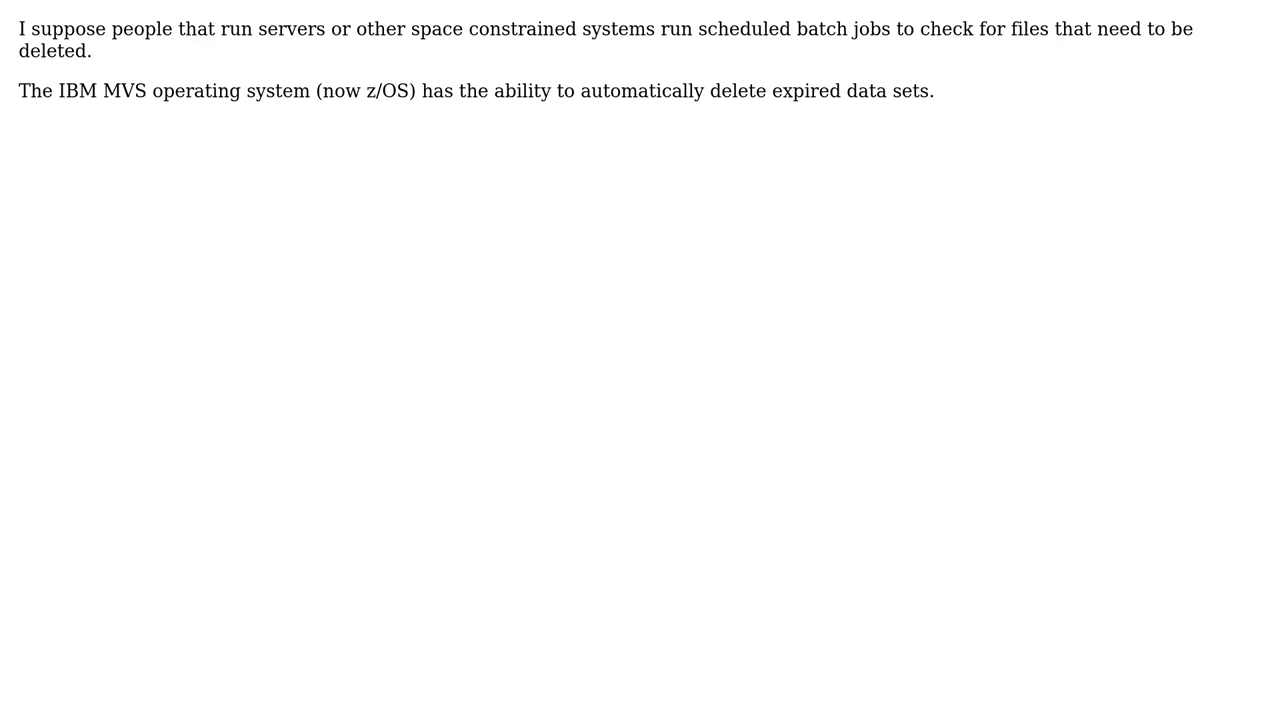 I suppose people that run servers or other space constrained systems run scheduled batch jobs to check for files that need to be
deleted.
The IBM MVS operating system (now z/OS) has the ability to automatically delete expired data sets.